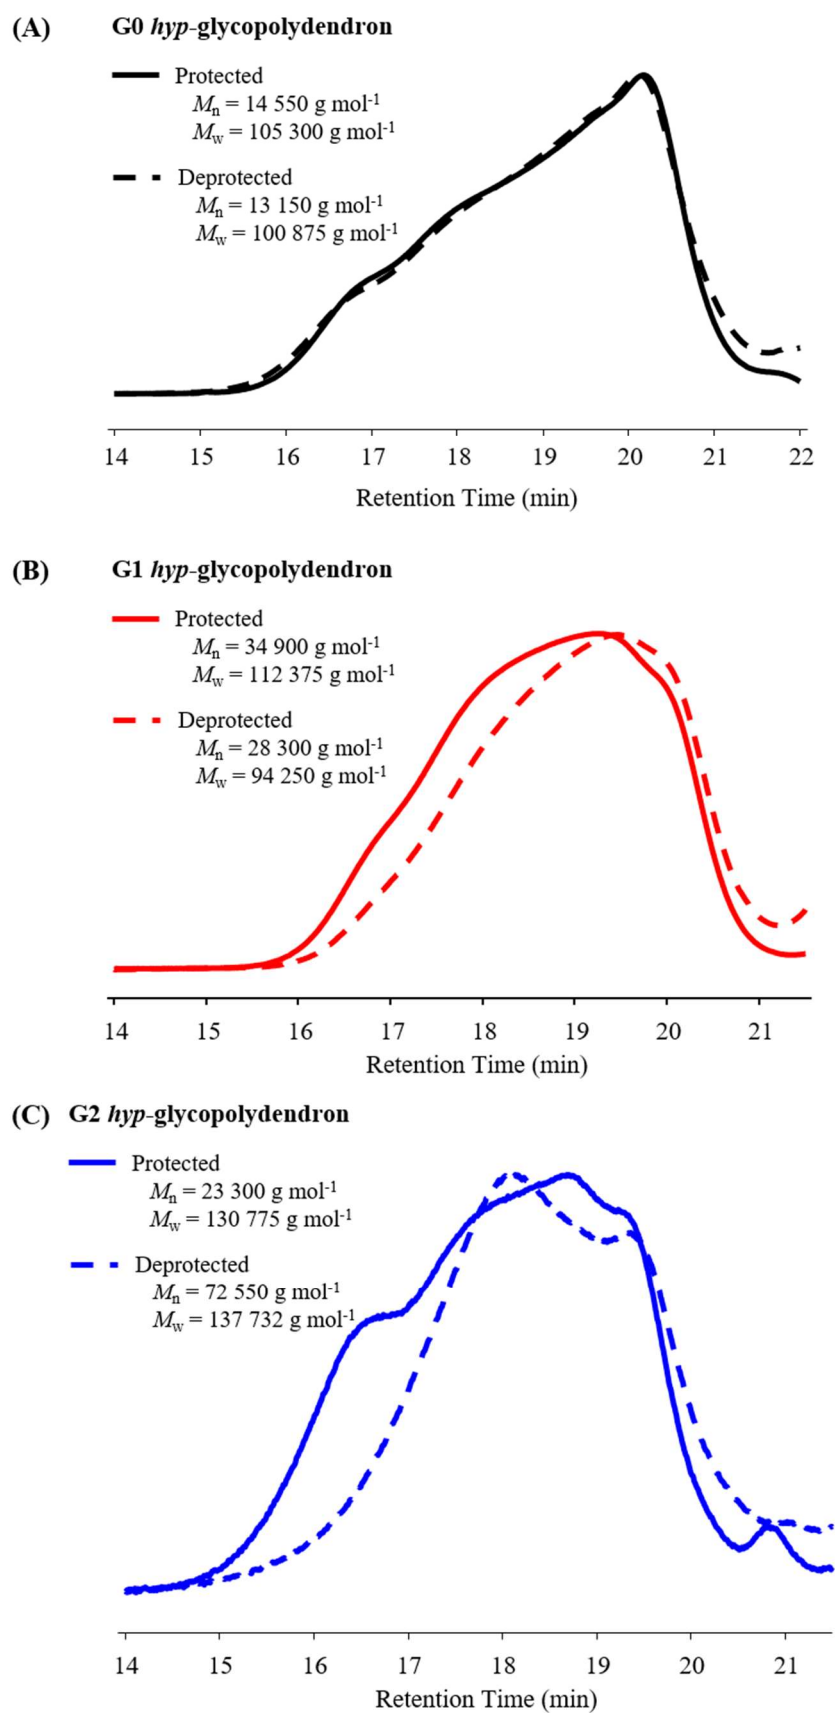 (A) G0 hyp-glycopolydendron
Protected
Mn = 14 550 g mol-1
Mw = 105 300 g mol-1
Deprotected
Mn = 13 150 g mol-1
Mw = 100 875 g mol-1
14 15 16 17 18 19 20 21 22
Retention Time (min)
(B) G1 hyp-glycopolydendron
Protected
Mn = 34 900 g mol-1
Mw = 112 375 g mol-1
Deprotected
Mn = 28 300 g mol-1
Mw = 94 250 g mol-1
14 15 16 17 18 19 20 21
Retention Time (min)
(C) G2 hyp-glycopolydendron
Protected
Mn = 23 300 g mol-1
Mw = 130 775 g mol-1
Deprotected
Mn = 72 550 g mol-1
Mw = 137 732 g mol-1
14 15 16 17 18 19 20 21
Retention Time (min)